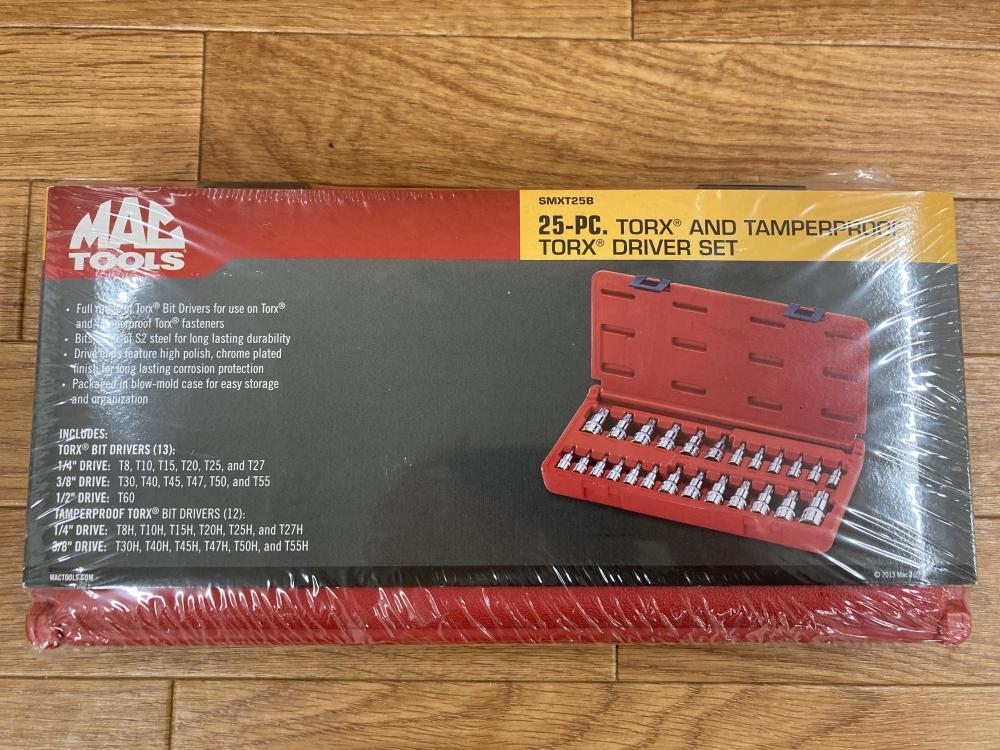 MAC
TOOLS
SMXT25B
25-PC. TORX® AND TAMPERPROOF
TORX® DRIVER SET
• Full of Torx® Bit Drivers for use on Torx®
and Tamperproof Torx® fasteners
• Bits of S2 steel for long lasting durability
• Drive ends feature high polish, chrome plated
finish for long lasting corrosion protection
• Packaged in blow-mold case for easy storage
and organization
INCLUDES:
TORX® BIT DRIVERS (13):
1/4" DRIVE: T8, T10, T15, T20, T25, and T27
3/8" DRIVE: T30, T40, T45, T47, T50, and T55
1/2" DRIVE: T60
TAMPERPROOF TORX® BIT DRIVERS (12):
1/4" DRIVE: T8H, T10H, T15H, T20H, T25H, and T27H
3/8" DRIVE: T30H, T40H, T45H, T47H, T50H, and T55H
MACTOOLS.COM
© 2013 Mac